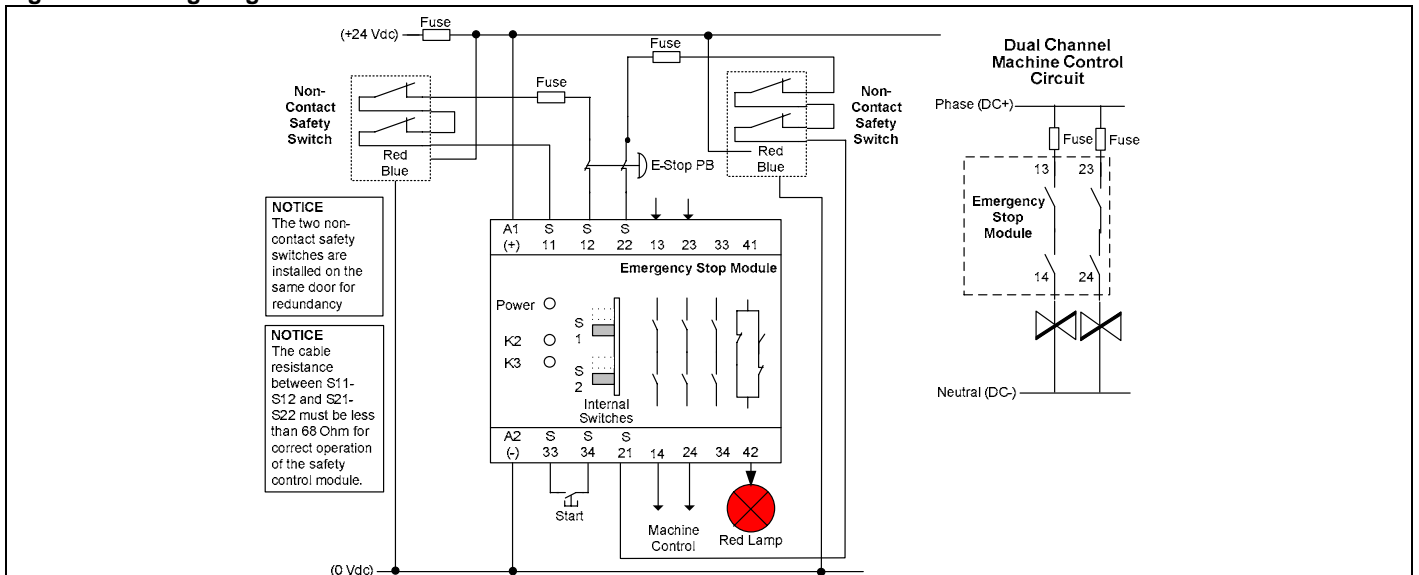 (+24 Vdc)
Fuse
Fuse
Fuse
Non-
Contact
Safety
Switch
Red
Blue
E-Stop PB
Red
Blue
Non-
Contact
Safety
Switch
Dual Channel
Machine Control
Circuit
Phase (DC+)
Fuse
Fuse
13
23
Emergency
Stop
Module
14
24
Neutral (DC-)
NOTICE
The two non-
contact safety
switches are
installed on the
same door for
redundancy
NOTICE
The cable
resistance
between S11-
S12 and S21-
S22 must be less
than 68 Ohm for
correct operation
of the safety
control module.
A1 S S S
(+) 11 12 22 13 23 33 41
Emergency Stop Module
Power
K2
K3
S
1
S
2
Internal
Switches
A2 S S S
(-) 33 34 21 14 24 34 42
Start
Machine
Control
Red Lamp
(0 Vdc)